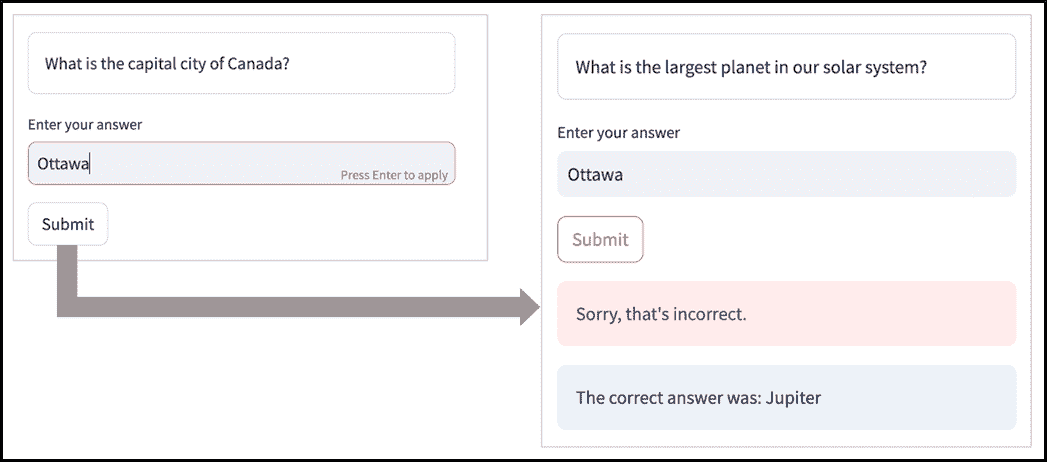 What is the capital city of Canada?
Enter your answer
Ottawa
Press Enter to apply
Submit
What is the largest planet in our solar system?
Enter your answer
Ottawa
Submit
Sorry, that's incorrect.
The correct answer was: Jupiter